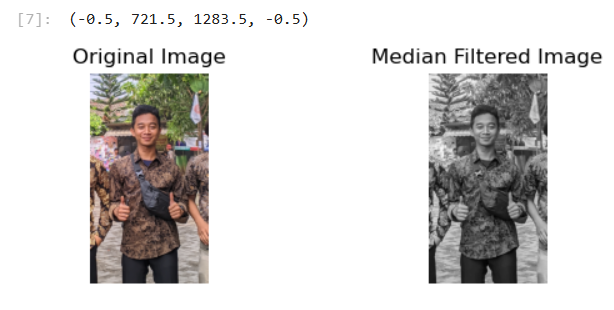 [7]: (-0.5, 721.5, 1283.5, -0.5)
Original Image
Median Filtered Image